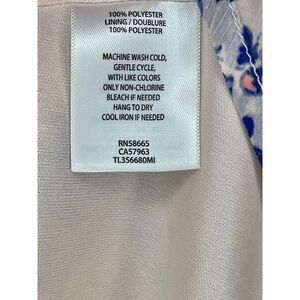 100% POLYESTER
LINING / DOUBLURE
100% POLYESTER
MACHINE WASH COLD,
GENTLE CYCLE,
WITH LIKE COLORS
ONLY NON-CHLORINE
BLEACH IF NEEDED
HANG TO DRY
COOL IRON IF NEEDED
RN58665
CA57963
TL356680MI